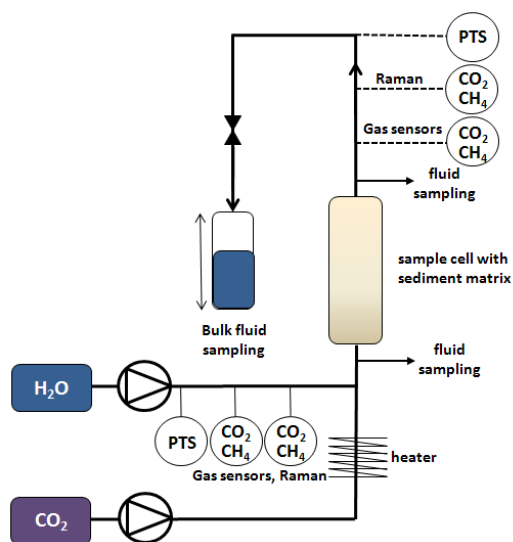 PTS
Raman
CO₂
CH₄
Gas sensors
CO₂
CH₄
fluid
sampling
sample cell with
sediment matrix
Bulk fluid
sampling
fluid
sampling
H₂O
PTS
CO₂
CH₄
CO₂
CH₄
Gas sensors, Raman
heater
CO₂